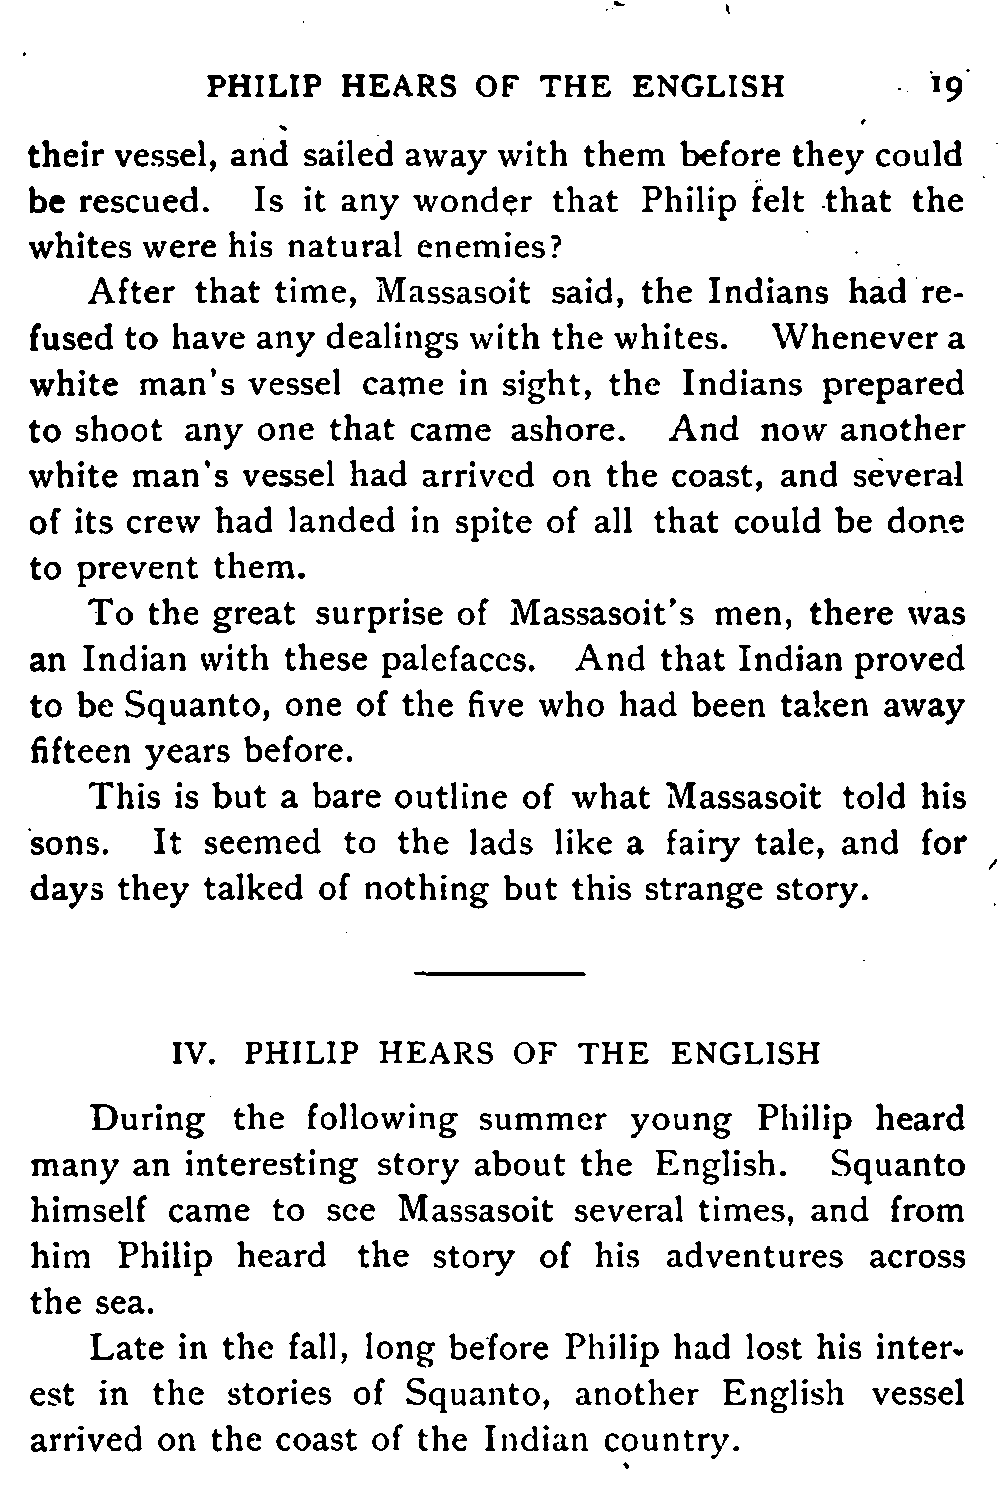 PHILIP HEARS OF THE ENGLISH 19
their vessel, and sailed away with them before they could
be rescued. Is it any wonder that Philip felt that the
whites were his natural enemies?
After that time, Massasoit said, the Indians had re-
fused to have any dealings with the whites. Whenever a
white man's vessel came in sight, the Indians prepared
to shoot any one that came ashore. And now another
white man's vessel had arrived on the coast, and several
of its crew had landed in spite of all that could be done
to prevent them.
To the great surprise of Massasoit's men, there was
an Indian with these palefaces. And that Indian proved
to be Squanto, one of the five who had been taken away
fifteen years before.
This is but a bare outline of what Massasoit told his
sons. It seemed to the lads like a fairy tale, and for
days they talked of nothing but this strange story.
IV. PHILIP HEARS OF THE ENGLISH
During the following summer young Philip heard
many an interesting story about the English. Squanto
himself came to see Massasoit several times, and from
him Philip heard the story of his adventures across
the sea.
Late in the fall, long before Philip had lost his inter-
est in the stories of Squanto, another English vessel
arrived on the coast of the Indian country.